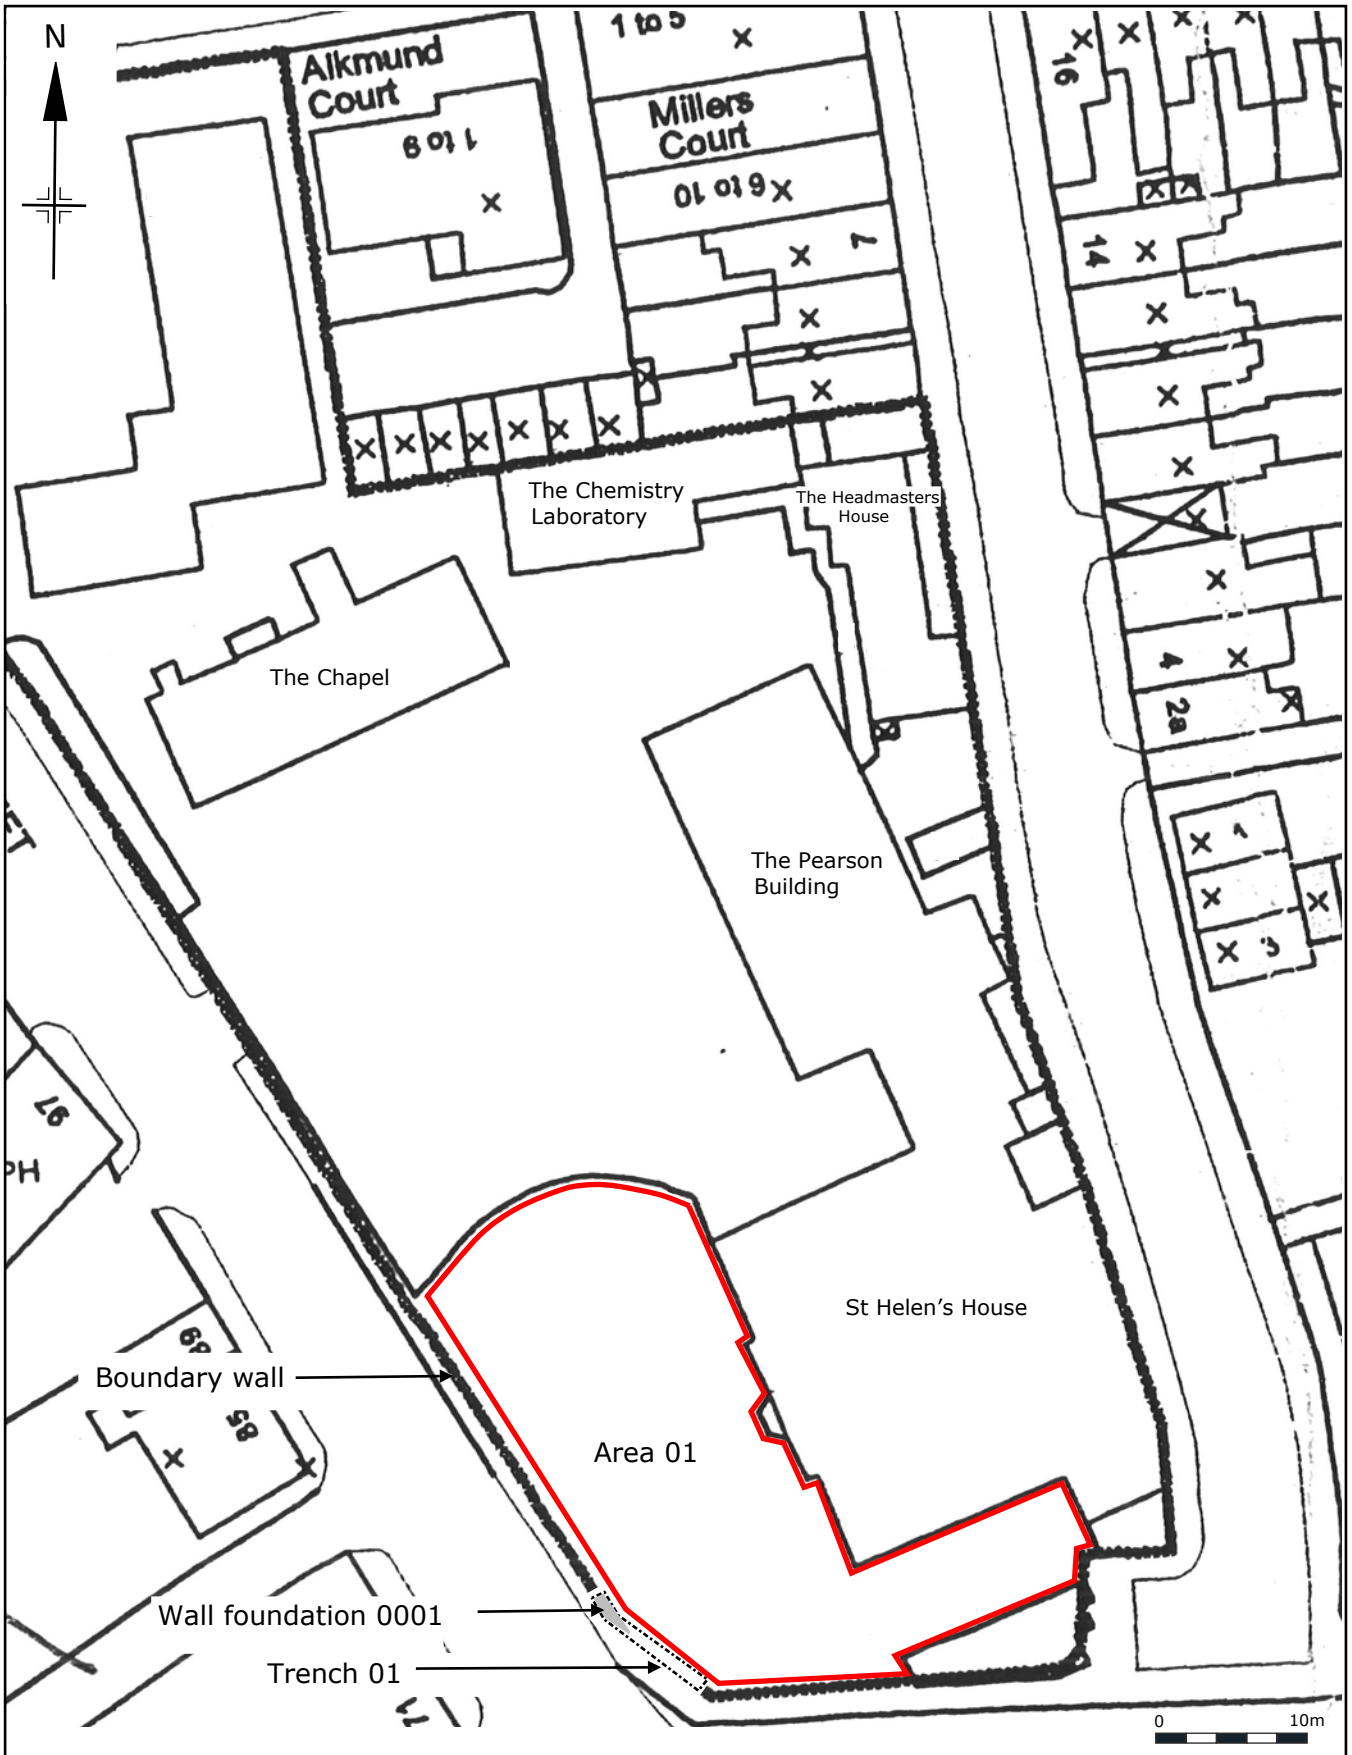 N
1 to 5
16
Alkmund
Court
1 to 9
Millers
Court
6 to 10
7
14
The Chemistry
Laboratory
The Headmasters
House
The Chapel
4
2a
The Pearson
Building
1
97
St Helen's House
89
Boundary wall
85
Area 01
Wall foundation 0001
Trench 01
0 10m